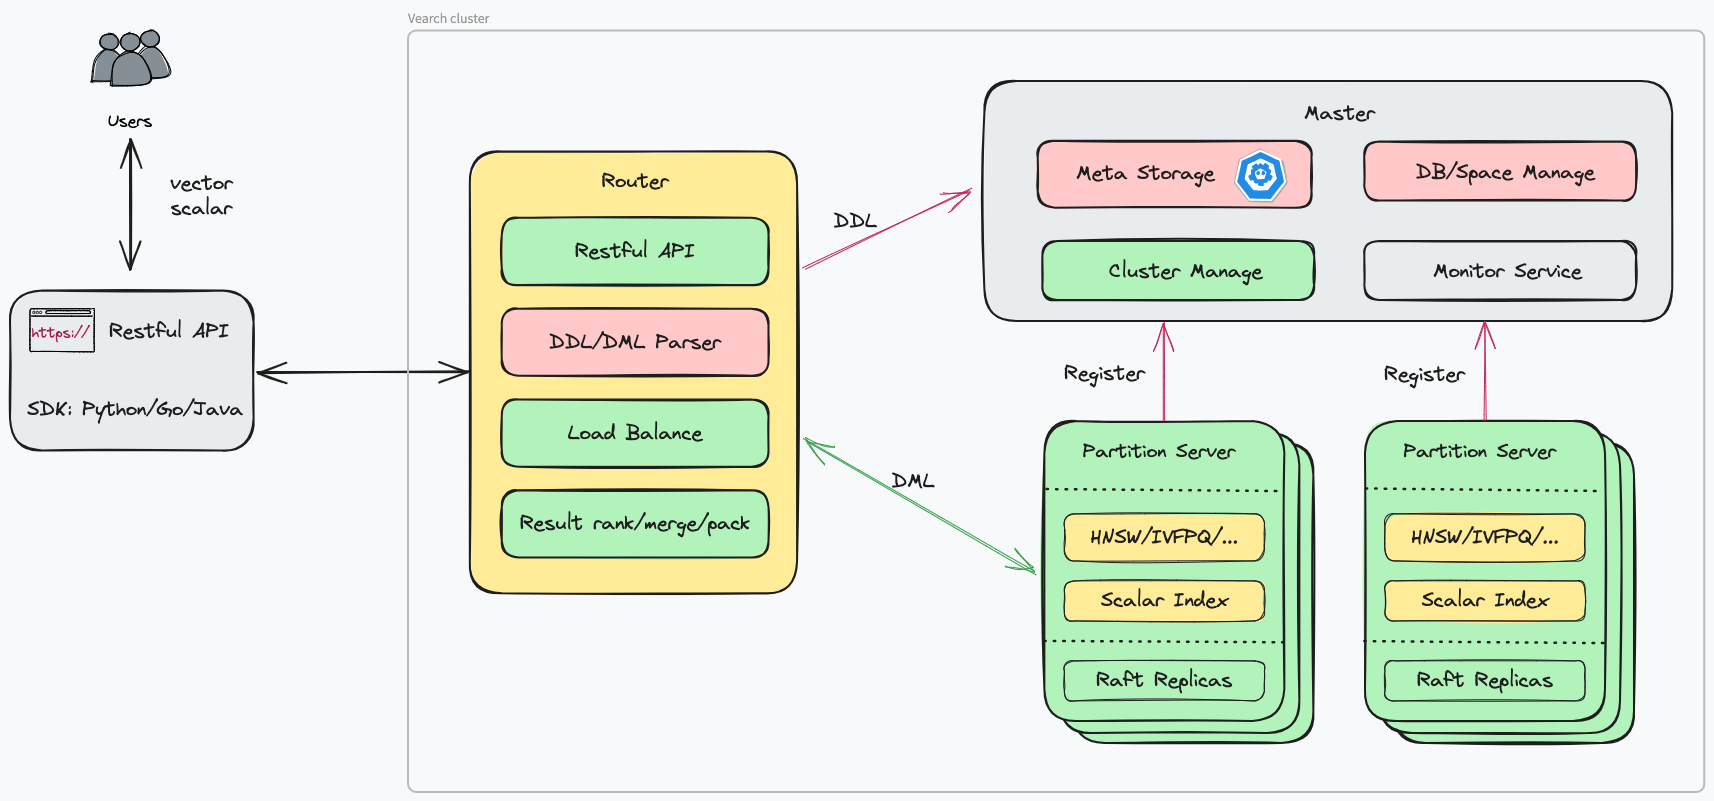 Vearch cluster
Users
vector
scalar
https://
Restful API
SDK: Python/Go/Java
Router
Restful API
DDL/DML Parser
Load Balance
Result rank/merge/pack
DDL
DML
Master
Meta Storage
DB/Space Manage
Cluster Manage
Monitor Service
Register
Register
Partition Server
HNSW/IVFPQ/...
Scalar Index
Raft Replicas
Partition Server
HNSW/IVFPQ/...
Scalar Index
Raft Replicas